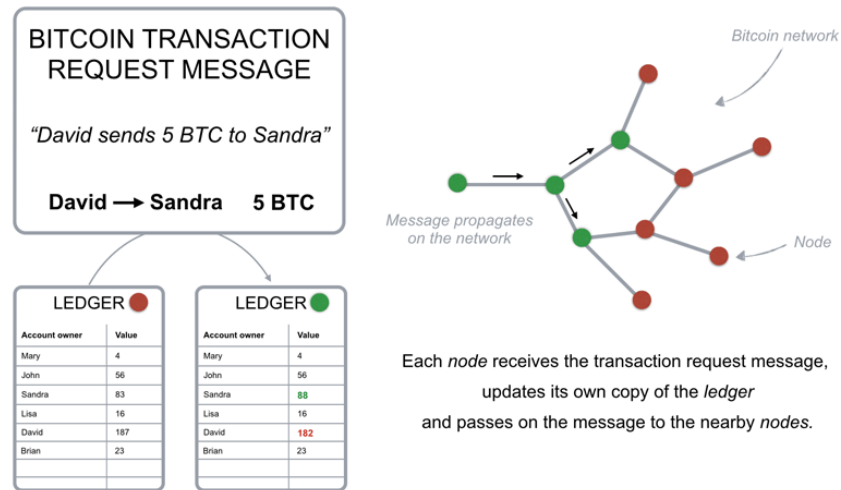 BITCOIN TRANSACTION
REQUEST MESSAGE
“David sends 5 BTC to Sandra”
David → Sandra 5 BTC
LEDGER
Account owner Value
Mary 4
John 56
Sandra 83
Lisa 16
David 187
Brian 23
LEDGER
Account owner Value
Mary 4
John 56
Sandra 88
Lisa 16
David 182
Brian 23
Bitcoin network
Message propagates
on the network
Node
Each node receives the transaction request message,
updates its own copy of the ledger
and passes on the message to the nearby nodes.